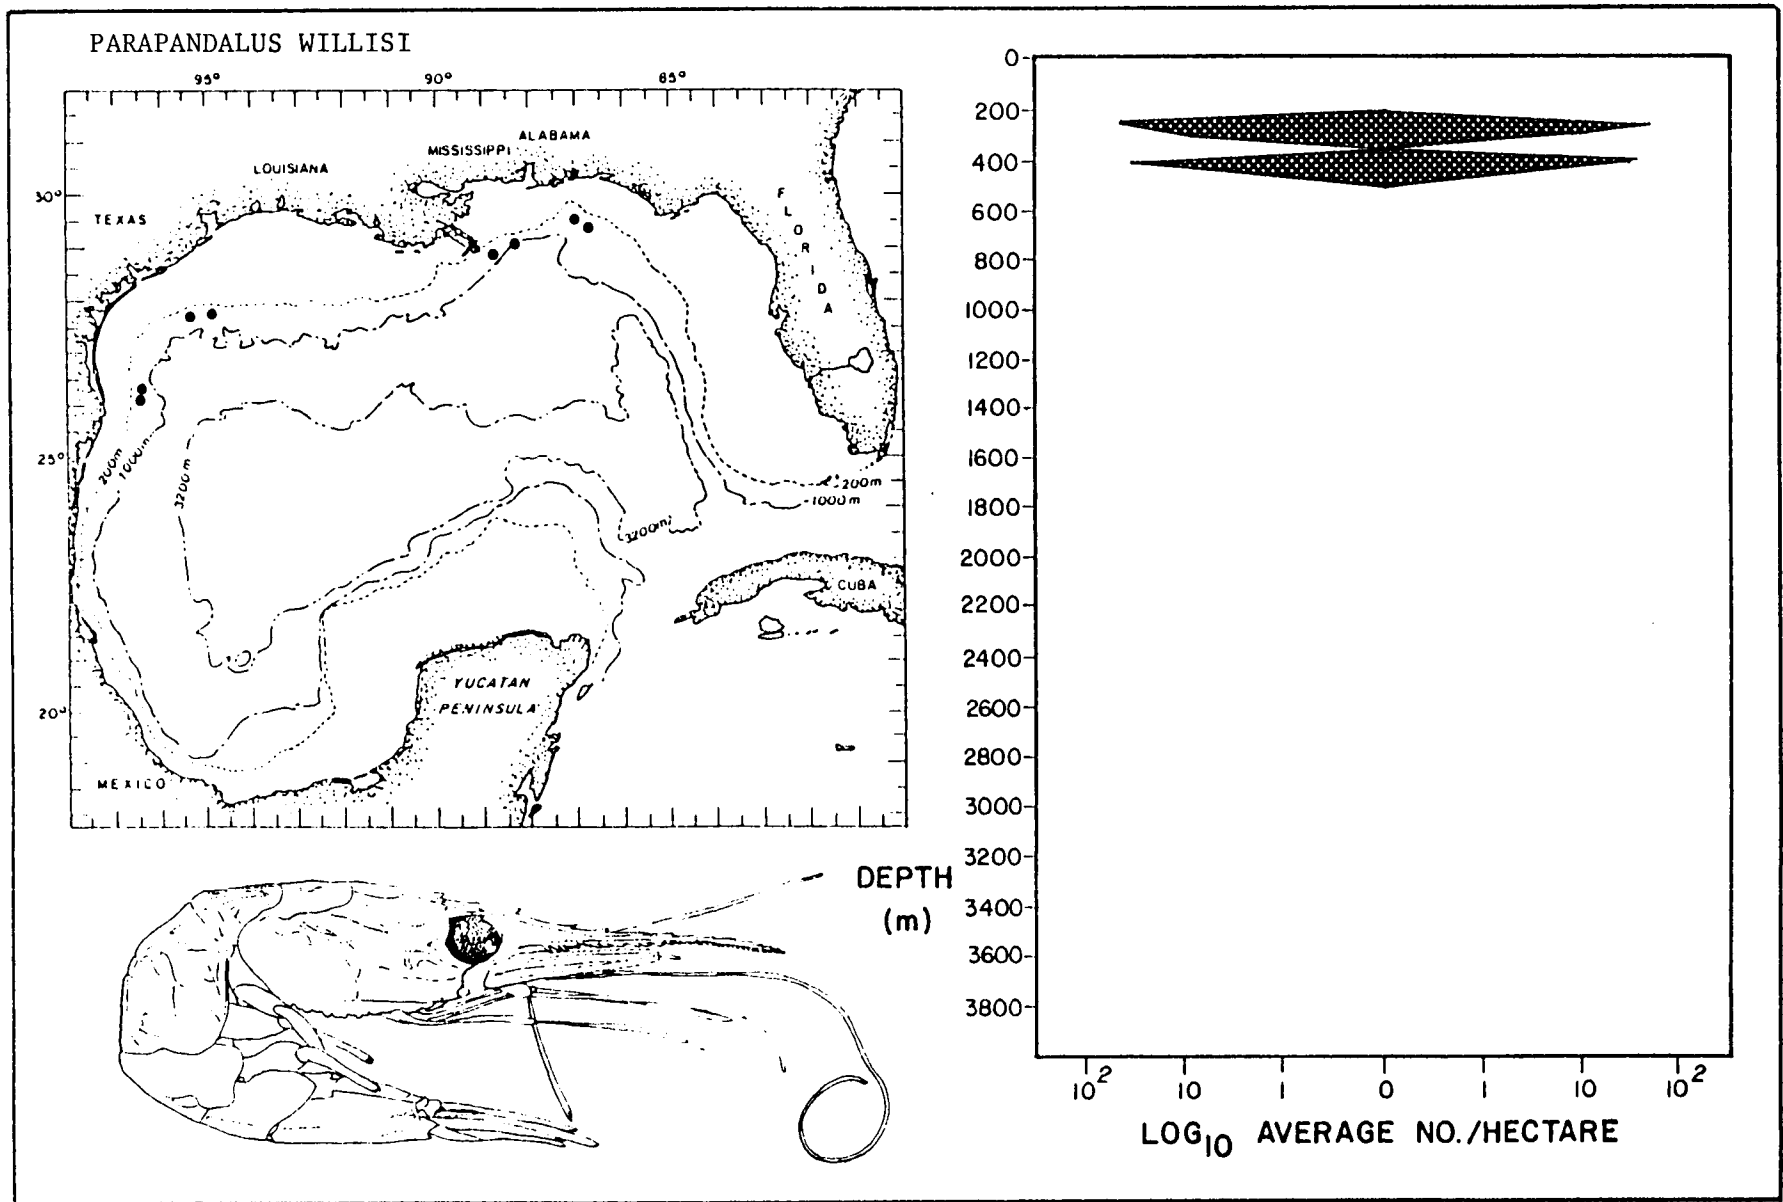 PARAPANDALUS WILLISI
95° 90° 85°
ALABAMA
MISSISSIPPI
LOUISIANA
30°
TEXAS
FLORIDA
25°
200m
1000m
3200m
200m
1000m
3200m
CUBA
YUCATAN
PENINSULA
20°
MEXICO
DEPTH
(m)
0
200
400
600
800
1000
1200
1400
1600
1800
2000
2200
2400
2600
2800
3000
3200
3400
3600
3800
10² 10 1 0 1 10 10²
LOG₁₀ AVERAGE NO./HECTARE